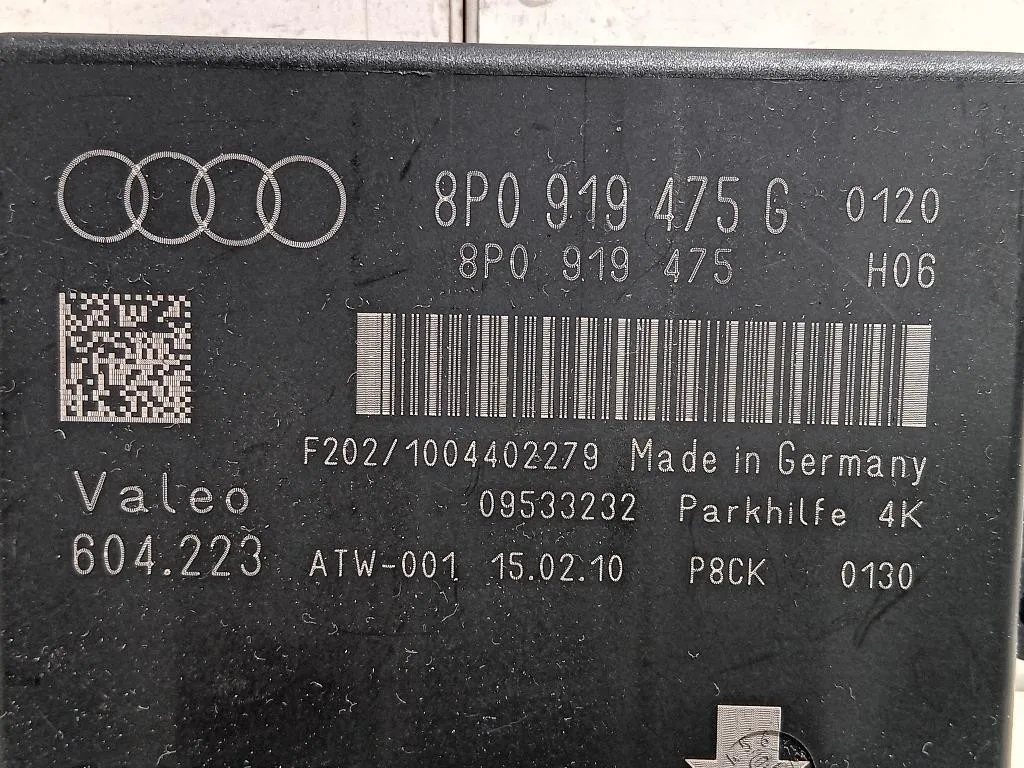 8P0 919 475 G 0120
8P0 919 475 H06
F202/1004402279 Made in Germany
Valeo 09533232 Parkhilfe 4K
604.223 ATW-001 15.02.10 P8CK 0130